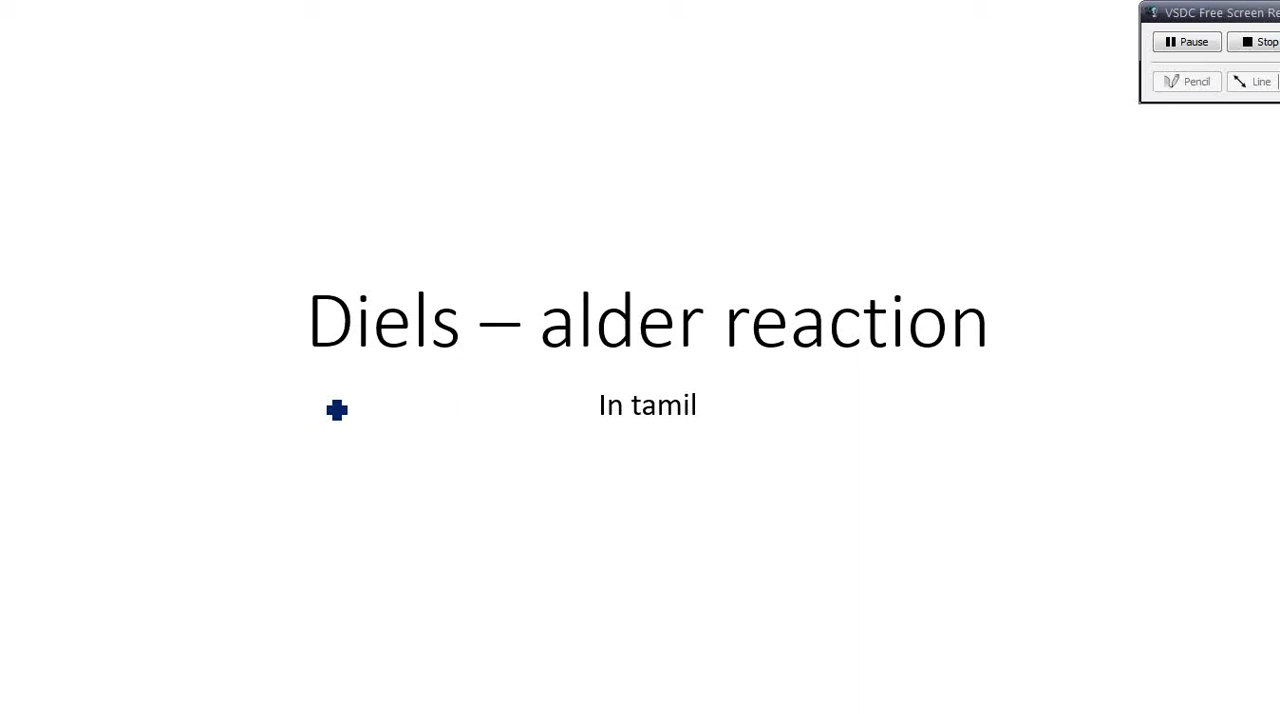 VSDC Free Screen Re
Pause
Stop
Pencil
Line
Diels – alder reaction
In tamil